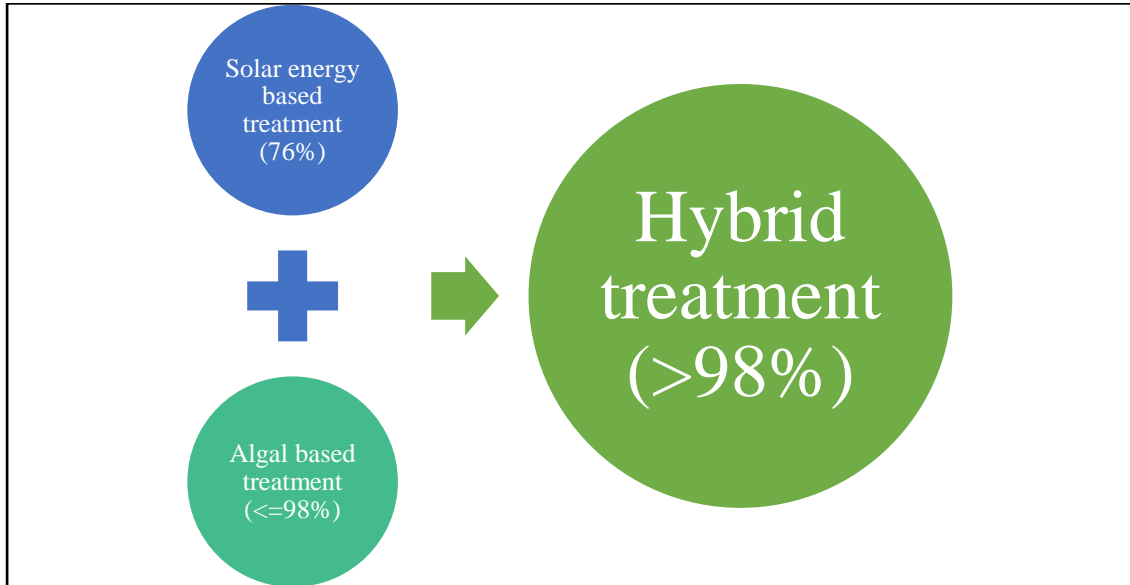 Solar energy
based
treatment
(76%)
Algal based
treatment
(<=98%)
Hybrid
treatment
(>98%)